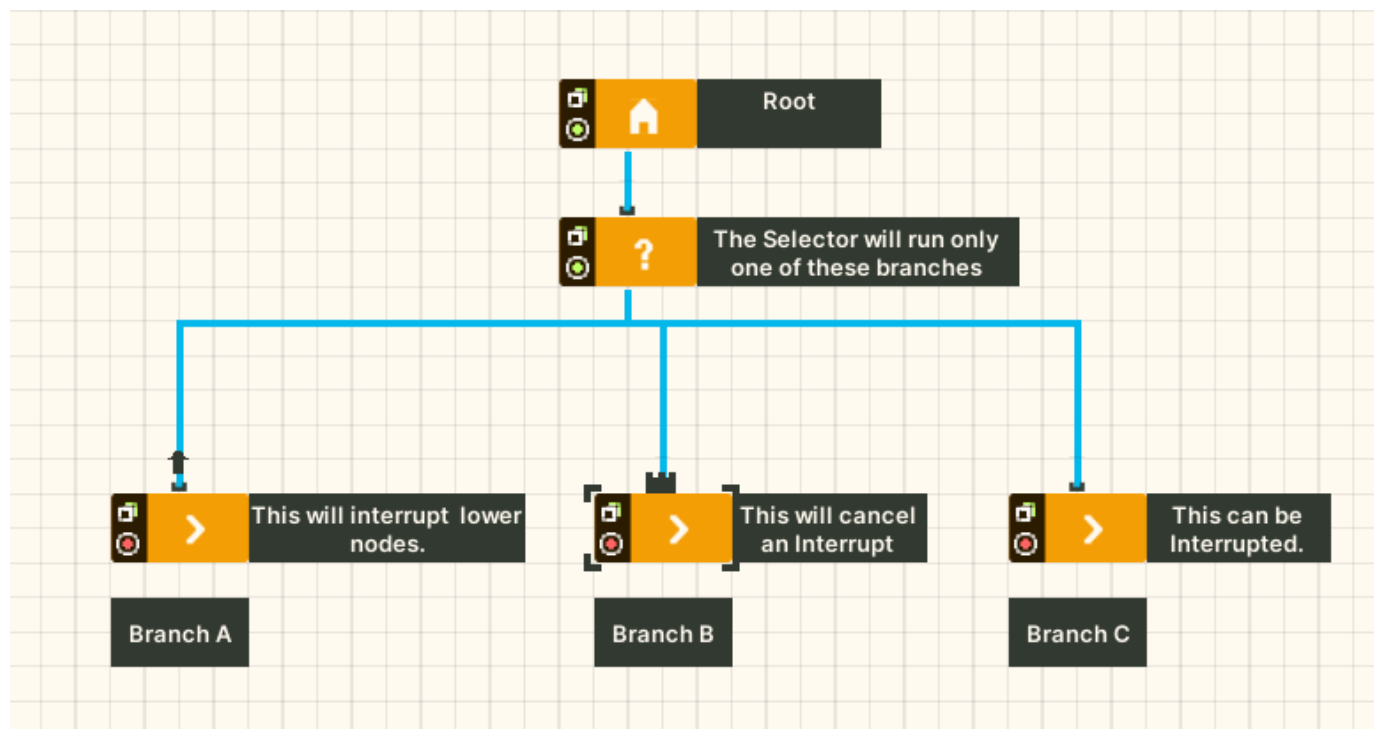 Root
?
The Selector will run only
one of these branches
This will interrupt lower
nodes.
This will cancel
an Interrupt
This can be
Interrupted.
Branch A
Branch B
Branch C